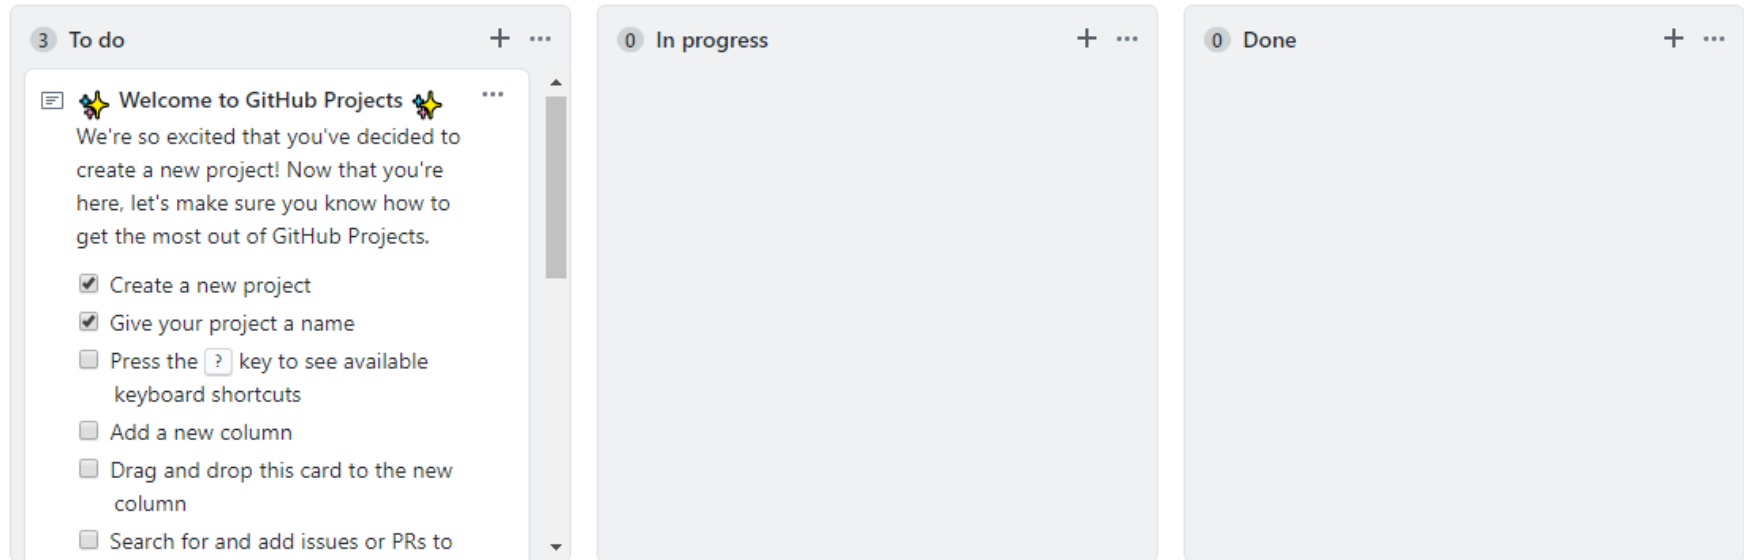 3 To do
Welcome to GitHub Projects
We're so excited that you've decided to
create a new project! Now that you're
here, let's make sure you know how to
get the most out of GitHub Projects.
Create a new project
Give your project a name
Press the ? key to see available
keyboard shortcuts
Add a new column
Drag and drop this card to the new
column
Search for and add issues or PRs to
0 In progress
0 Done